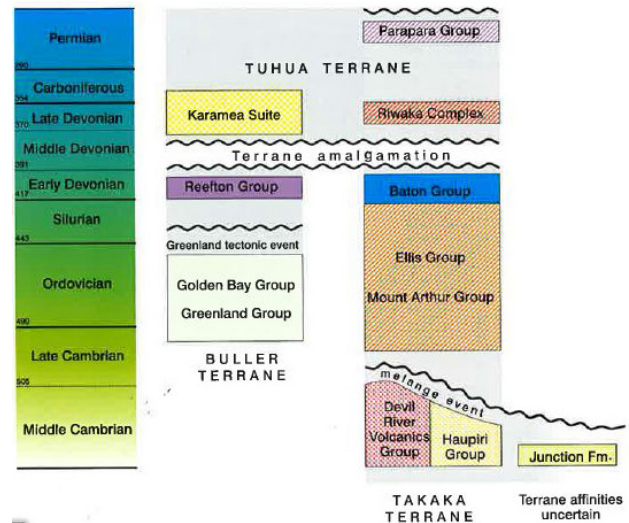 Permian
290
Carboniferous
354
Late Devonian
370
Middle Devonian
391
Early Devonian
417
Silurian
443
Ordovician
490
Late Cambrian
505
Middle Cambrian
Parapara Group
TUHUA TERRANE
Karamea Suite
Riwaka Complex
Terrane amalgamation
Reefton Group
Baton Group
Greenland tectonic event
Golden Bay Group
Greenland Group
Ellis Group
Mount Arthur Group
BULLER
TERRANE
melange event
Devil
River
Volcanics
Group
Haupiri
Group
Junction Fm.
TAKAKA
TERRANE
Terrane affinities
uncertain